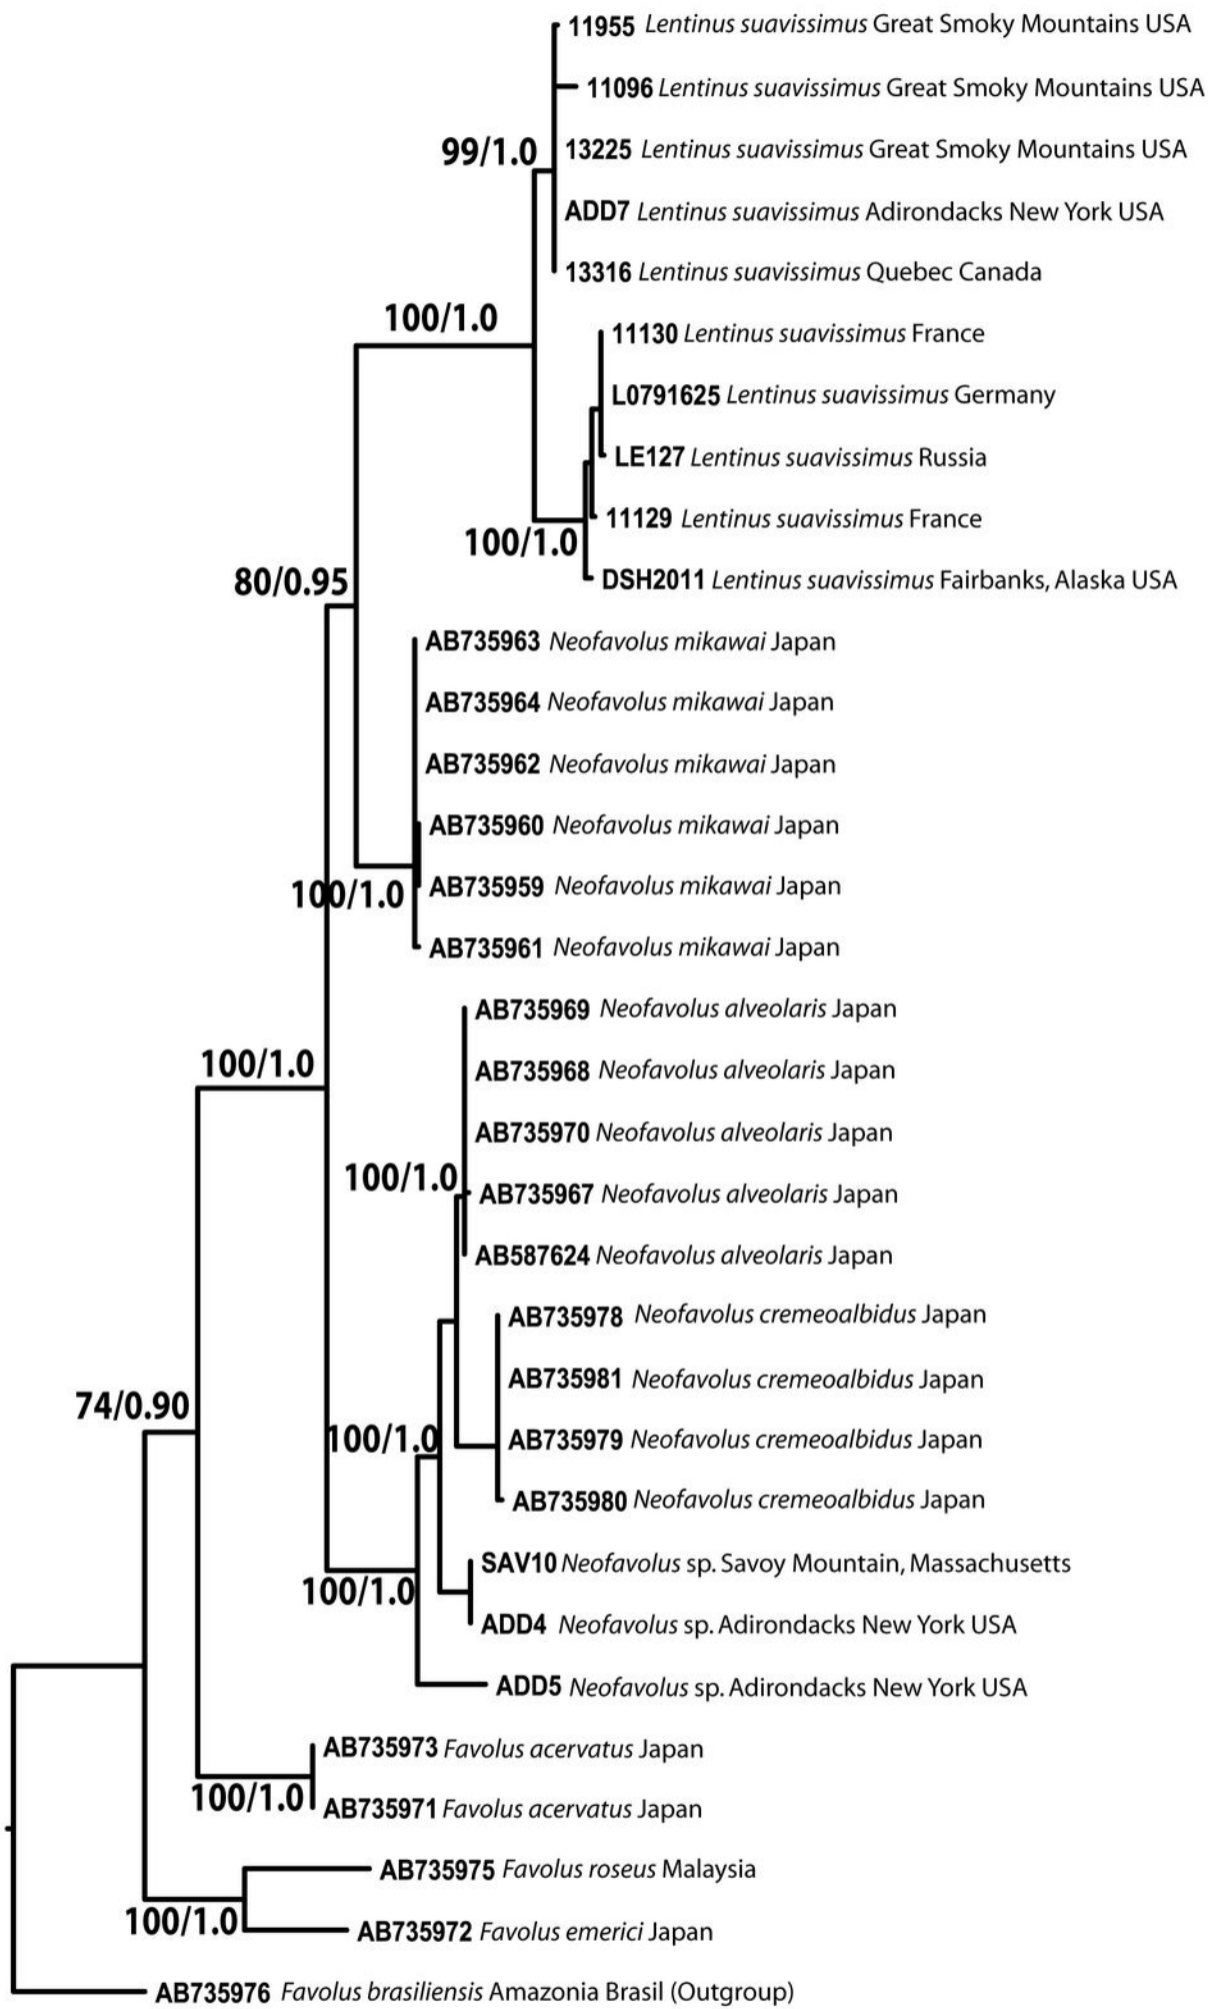 11955 Lentinus suavissimus Great Smoky Mountains USA
11096 Lentinus suavissimus Great Smoky Mountains USA
99/1.0
13225 Lentinus suavissimus Great Smoky Mountains USA
ADD7 Lentinus suavissimus Adirondacks New York USA
13316 Lentinus suavissimus Quebec Canada
100/1.0
11130 Lentinus suavissimus France
L0791625 Lentinus suavissimus Germany
LE127 Lentinus suavissimus Russia
11129 Lentinus suavissimus France
100/1.0
DSH2011 Lentinus suavissimus Fairbanks, Alaska USA
80/0.95
AB735963 Neofavolus mikawai Japan
AB735964 Neofavolus mikawai Japan
AB735962 Neofavolus mikawai Japan
AB735960 Neofavolus mikawai Japan
AB735959 Neofavolus mikawai Japan
100/1.0
AB735961 Neofavolus mikawai Japan
AB735969 Neofavolus alveolaris Japan
100/1.0
AB735968 Neofavolus alveolaris Japan
AB735970 Neofavolus alveolaris Japan
100/1.0
AB735967 Neofavolus alveolaris Japan
AB587624 Neofavolus alveolaris Japan
AB735978 Neofavolus cremeoalbidus Japan
AB735981 Neofavolus cremeoalbidus Japan
74/0.90
100/1.0
AB735979 Neofavolus cremeoalbidus Japan
AB735980 Neofavolus cremeoalbidus Japan
SAV10 Neofavolus sp. Savoy Mountain, Massachusetts
100/1.0
ADD4 Neofavolus sp. Adirondacks New York USA
ADD5 Neofavolus sp. Adirondacks New York USA
AB735973 Favolus acervatus Japan
100/1.0
AB735971 Favolus acervatus Japan
AB735975 Favolus roseus Malaysia
100/1.0
AB735972 Favolus emerici Japan
AB735976 Favolus brasiliensis Amazonia Brasil (Outgroup)